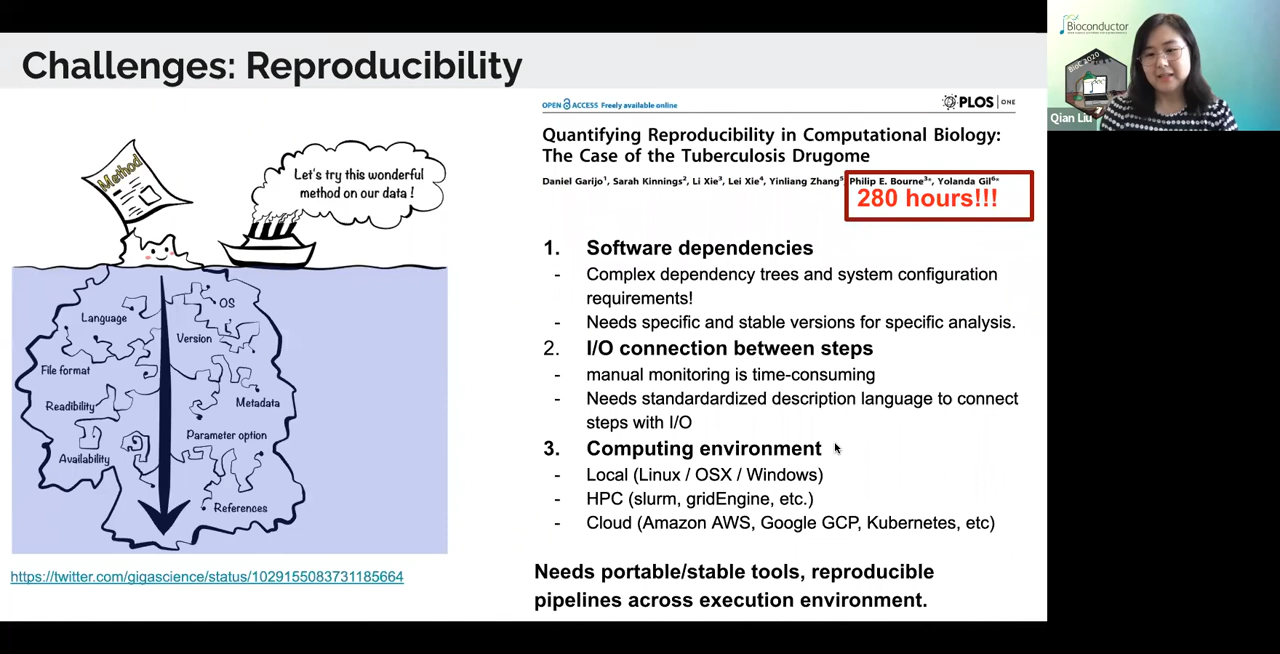 Challenges: Reproducibility
Method
Let's try this wonderful
method on our data !
OS
Language
Version
File format
Readibility
Metadata
Parameter option
Availability
References
https://twitter.com/gigascience/status/1029155083731185664
OPEN ACCESS Freely available online
PLOS ONE
Quantifying Reproducibility in Computational Biology:
The Case of the Tuberculosis Drugome
Daniel Garijo1, Sarah Kinnings2, Li Xie3, Lei Xie4, Yinliang Zhang5, Philip E. Bourne3*, Yolanda Gil6*
280 hours!!!
1. Software dependencies
- Complex dependency trees and system configuration
requirements!
- Needs specific and stable versions for specific analysis.
2. I/O connection between steps
- manual monitoring is time-consuming
- Needs standardardized description language to connect
steps with I/O
3. Computing environment
- Local (Linux / OSX / Windows)
- HPC (slurm, gridEngine, etc.)
- Cloud (Amazon AWS, Google GCP, Kubernetes, etc)
Needs portable/stable tools, reproducible
pipelines across execution environment.
Bioconductor
BioC 2020
Qian Liu